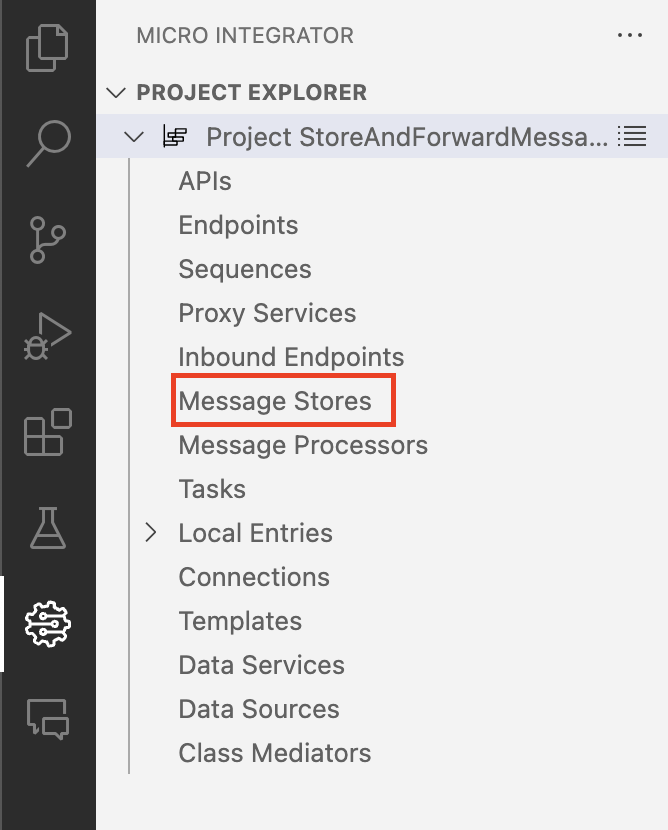 MICRO INTEGRATOR
PROJECT EXPLORER
Project StoreAndForwardMessa...
APIs
Endpoints
Sequences
Proxy Services
Inbound Endpoints
Message Stores
Message Processors
Tasks
Local Entries
Connections
Templates
Data Services
Data Sources
Class Mediators